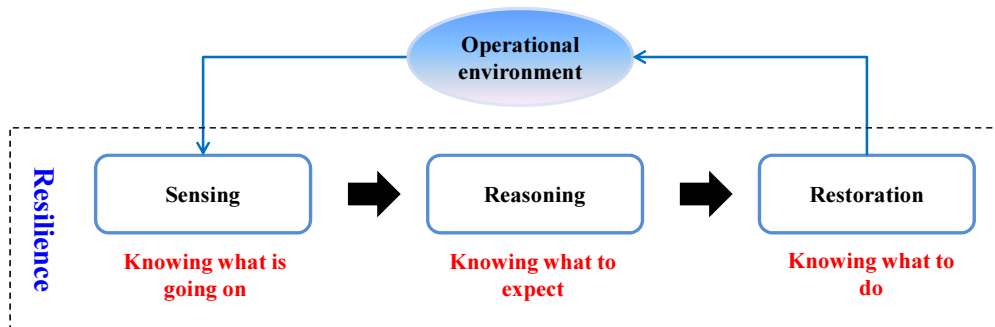 Operational
environment
Resilience
Sensing
Reasoning
Restoration
Knowing what is
going on
Knowing what to
expect
Knowing what to
do